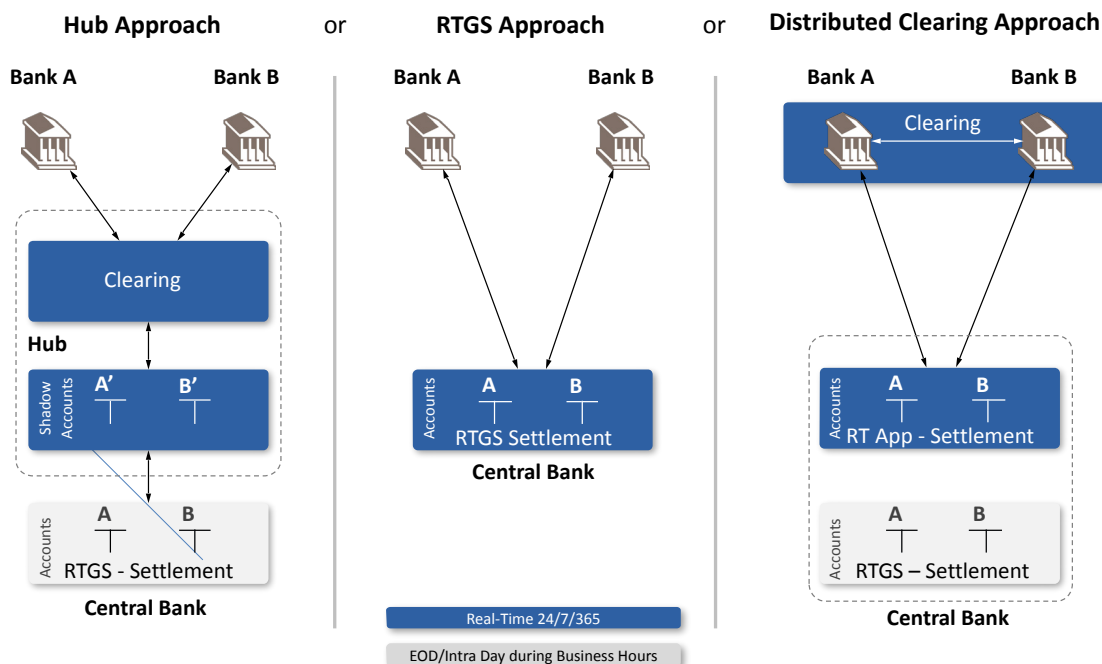 Hub Approach
or
RTGS Approach
or
Distributed Clearing Approach
Bank A
Bank B
Bank A
Bank B
Bank A
Bank B
Clearing
Clearing
Hub
Shadow
Accounts
A’
B’
Accounts
A
B
RTGS Settlement
Central Bank
Accounts
A
B
RT App - Settlement
Accounts
A
B
RTGS - Settlement
Central Bank
Accounts
A
B
RTGS – Settlement
Central Bank
Real-Time 24/7/365
EOD/Intra Day during Business Hours